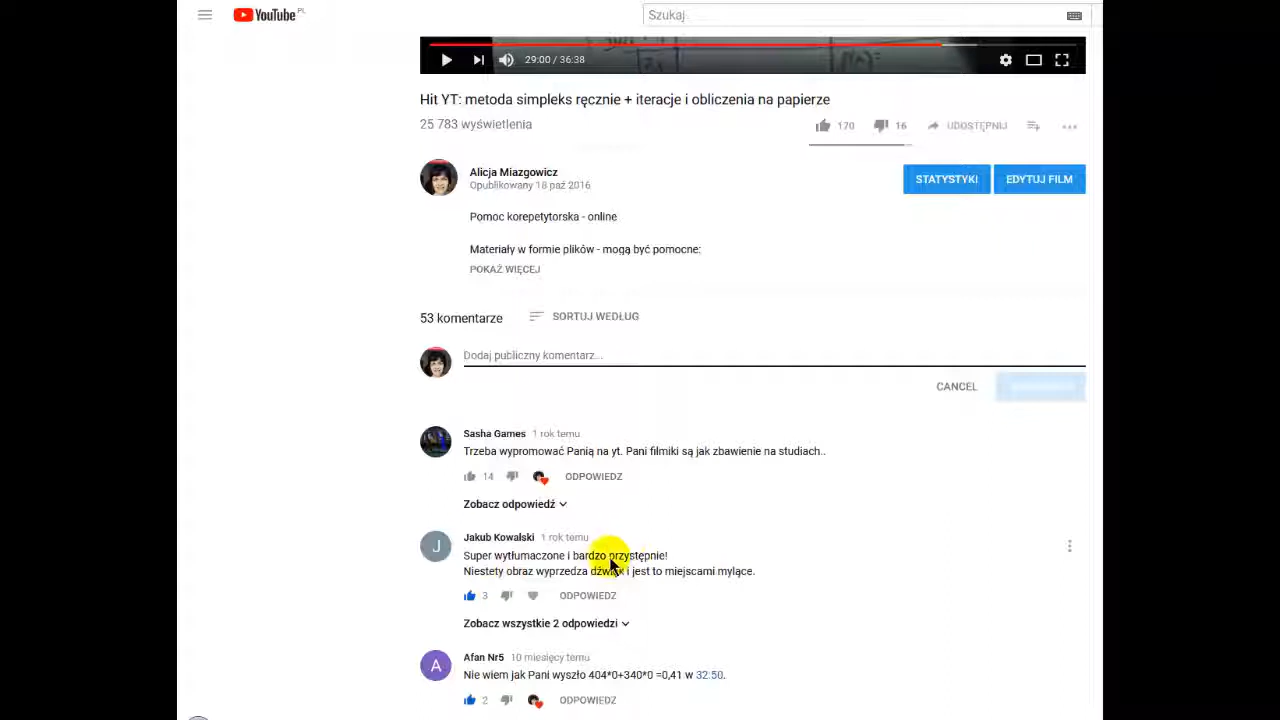 YouTube PL
Szukaj
29:00 / 36:38
Hit YT: metoda simpleks ręcznie + iteracje i obliczenia na papierze
25 783 wyświetlenia
170 16 UDOSTĘPNIJ
Alicja Miazgowicz
Opublikowany 18 paź 2016
STATYSTYKI EDYTUJ FILM
Pomoc korepetytorska - online
Materiały w formie plików - mogą być pomocne:
POKAŻ WIĘCEJ
53 komentarze SORTUJ WEDŁUG
Dodaj publiczny komentarz...
CANCEL
Sasha Games 1 rok temu
Trzeba wypromować Panią na yt. Pani filmiki są jak zbawienie na studiach..
14 ODPOWIEDZ
Zobacz odpowiedź
J
Jakub Kowalski 1 rok temu
Super wytłumaczone i bardzo przystępnie!
Niestety obraz wyprzedza dźwięk i jest to miejscami mylące.
3 ODPOWIEDZ
Zobacz wszystkie 2 odpowiedzi
A
Afan Nr5 10 miesięcy temu
Nie wiem jak Pani wyszło 404*0+340*0 =0,41 w 32:50.
2 ODPOWIEDZ